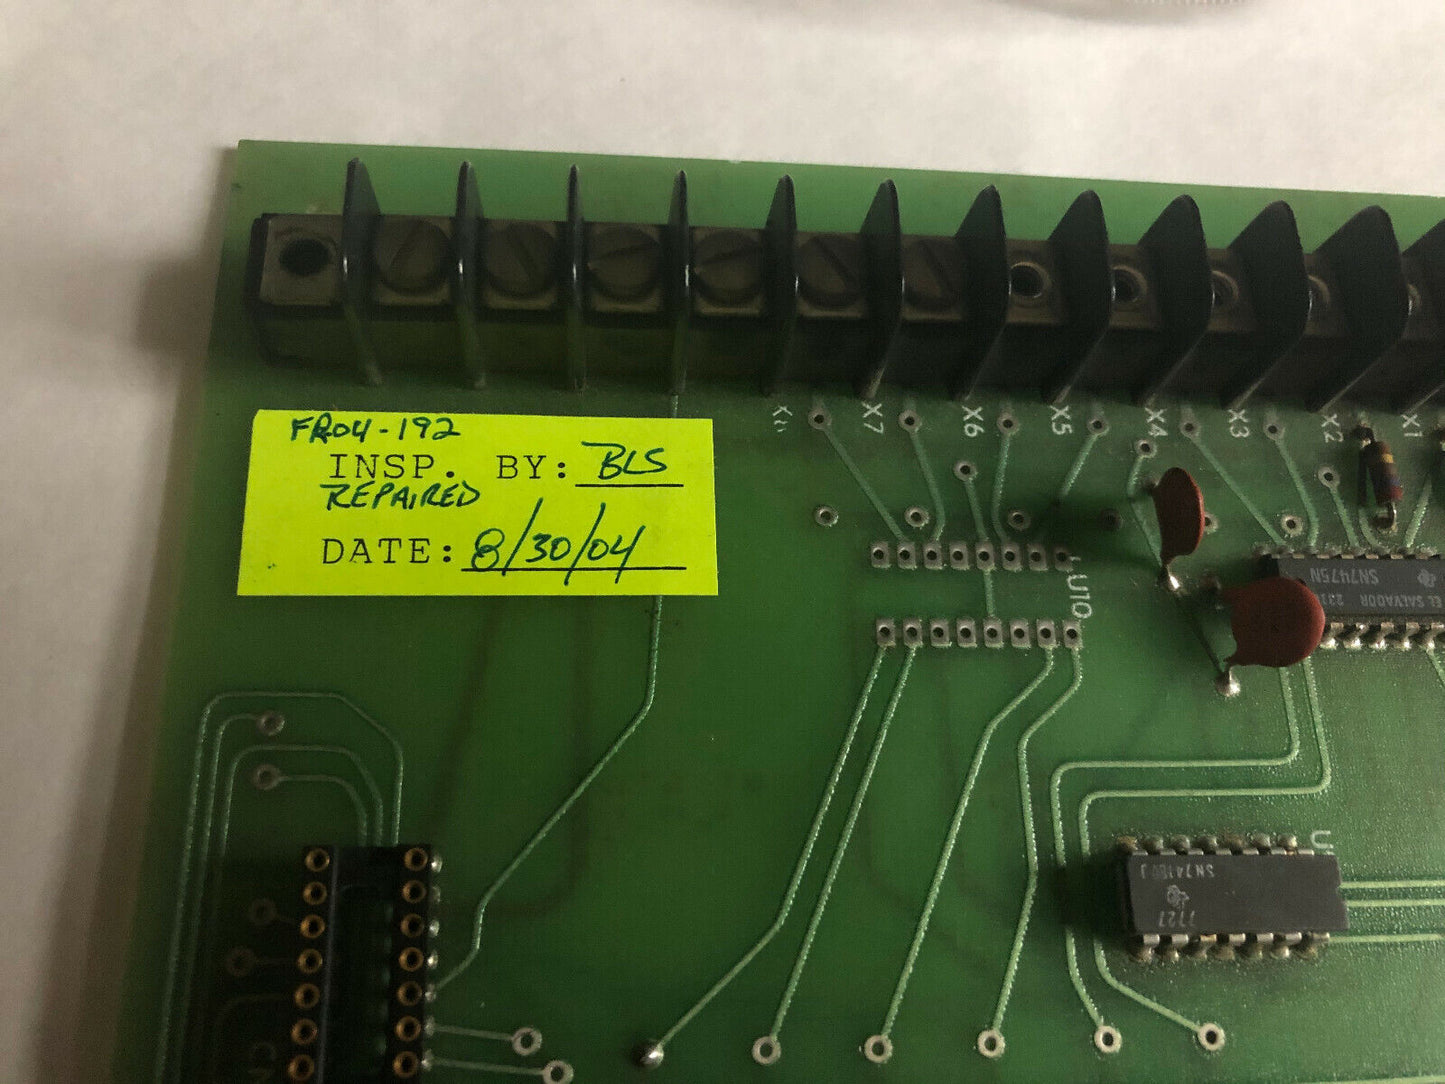 FR04-192
INSP. BY: BLS
REPAIRED
DATE: 8/30/04
X7 X6 X5 X4 X3 X2 X1
U10
SN7475N
EL SALVADOR
7727